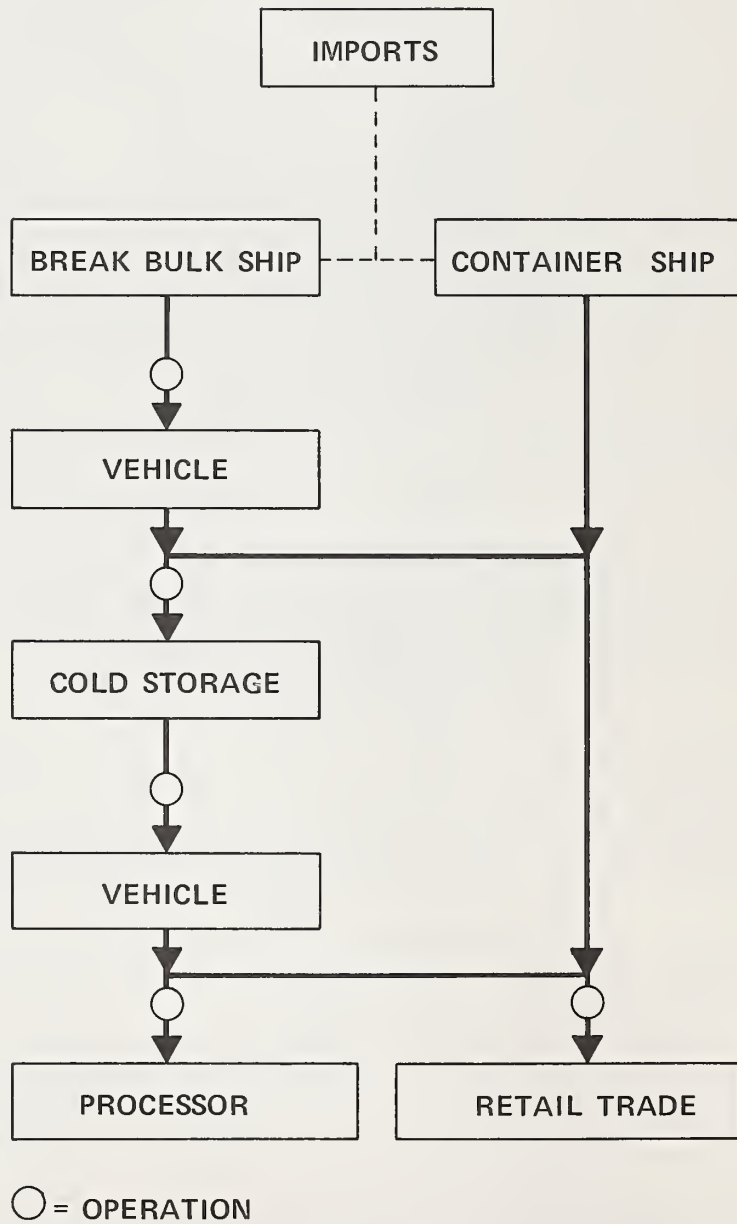 IMPORTS
BREAK BULK SHIP
CONTAINER SHIP
VEHICLE
COLD STORAGE
VEHICLE
PROCESSOR
RETAIL TRADE
= OPERATION